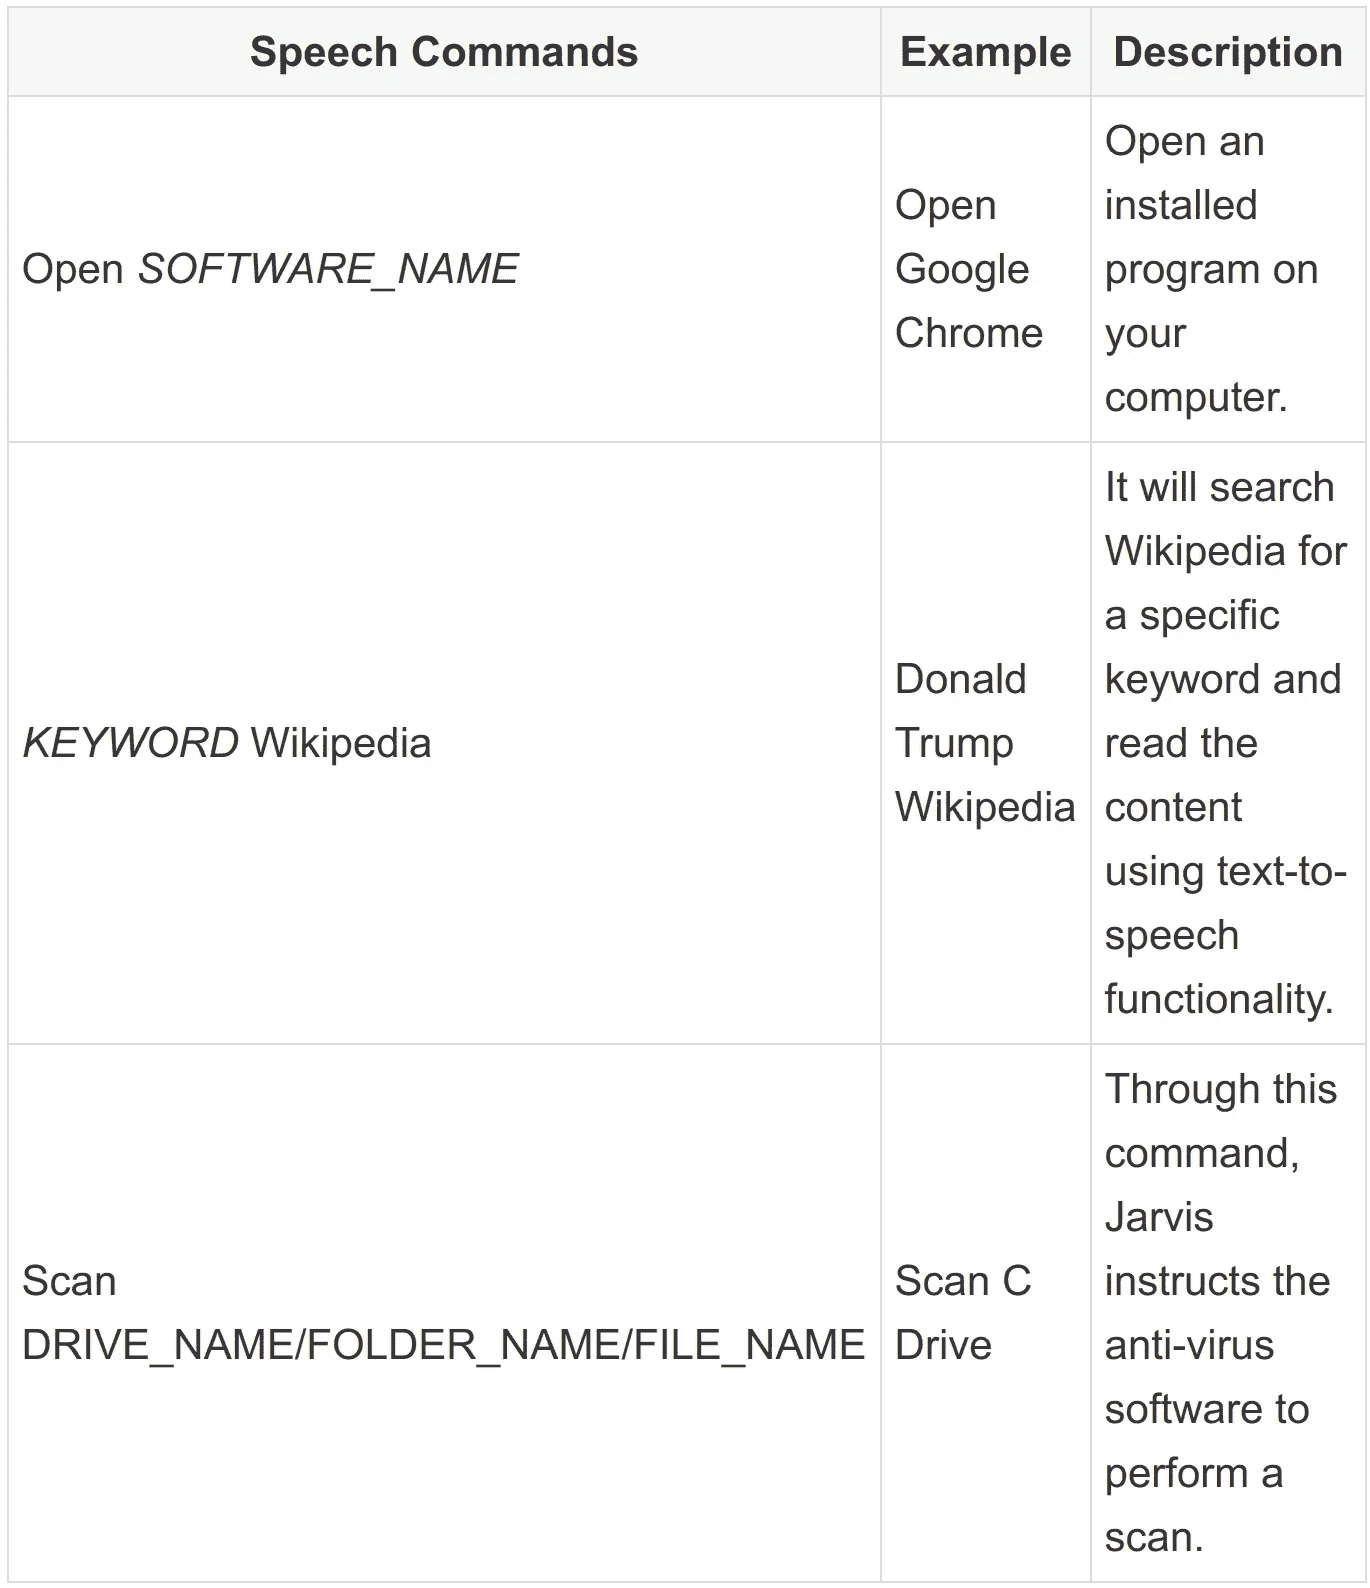 Speech Commands Example Description
Open SOFTWARE_NAME
Open
Google
Chrome
Open an
installed
program on
your
computer.
KEYWORD Wikipedia
Donald
Trump
Wikipedia
It will search
Wikipedia for
a specific
keyword and
read the
content
using text-to-
speech
functionality.
Scan
DRIVE_NAME/FOLDER_NAME/FILE_NAME
Scan C
Drive
Through this
command,
Jarvis
instructs the
anti-virus
software to
perform a
scan.